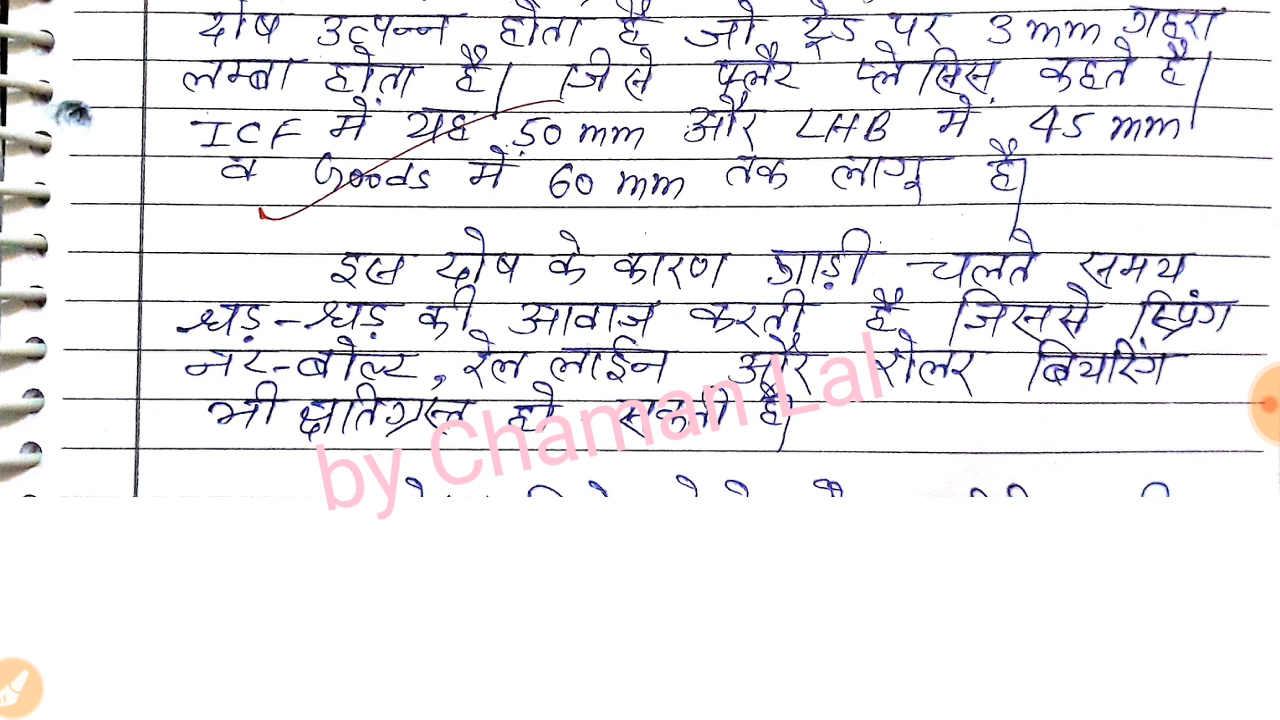 दोष उत्पन्न होता है जो ट्रेड पर 3 mm गहरा
लम्बा होता है। जिसे फ्लैर प्लेसिस कहते है।
ICF में यह 50 mm और LHB में 45 mm
व Goods में 60 mm तक लागू है।
इस दोष के कारण गाड़ी चलते समय
धड़-धड़ की आवाज करती है जिससे स्प्रिंग
नट-बोल्ट, रेल लाईन और रोलर बियरिंग
भी क्षतिग्रस्त हो सकती है।
by Chaman Lal